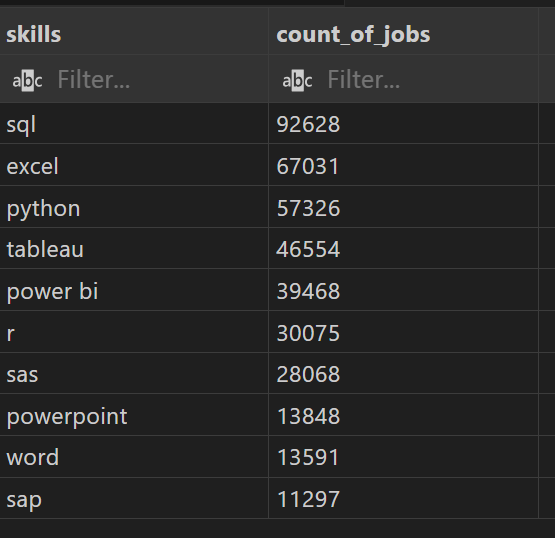 skills count_of_jobs
abc Filter... abc Filter...
sql 92628
excel 67031
python 57326
tableau 46554
power bi 39468
r 30075
sas 28068
powerpoint 13848
word 13591
sap 11297